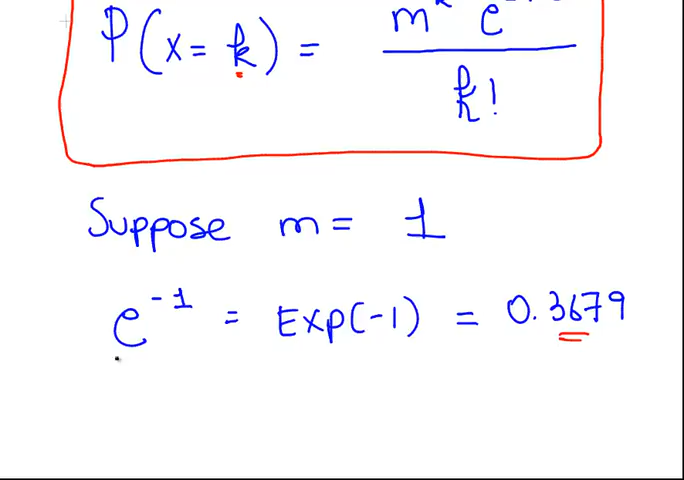 P(x = k) = m e
k!
Suppose m = 1
e^-1 = EXP(-1) = 0.3679